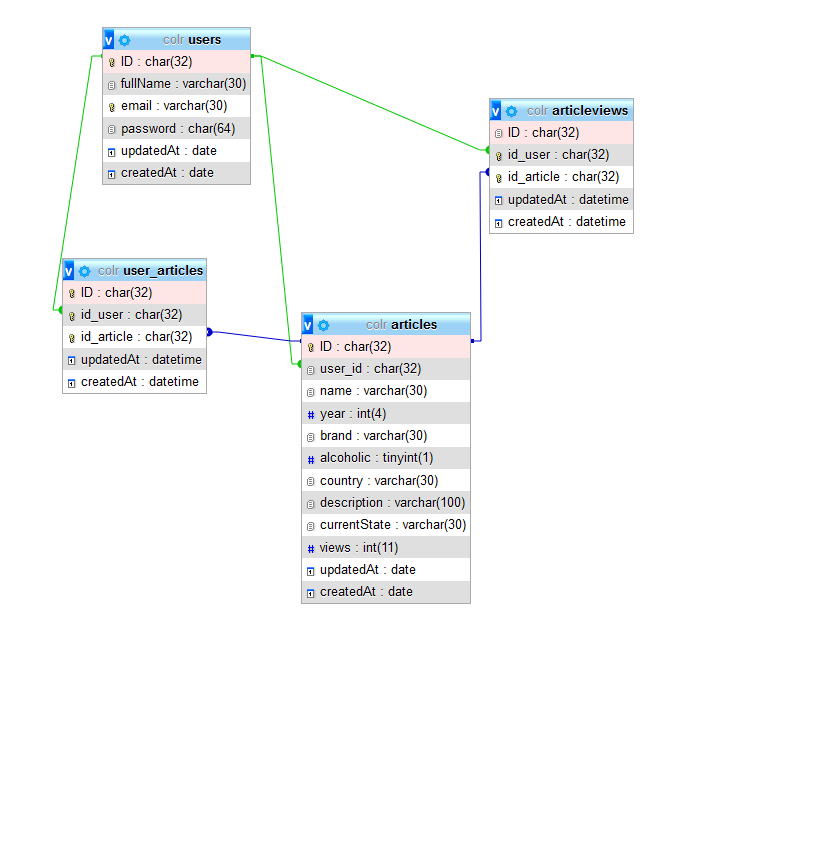 v colr users
ID : char(32)
fullName : varchar(30)
email : varchar(30)
password : char(64)
updatedAt : date
createdAt : date
v colr articleviews
ID : char(32)
id_user : char(32)
id_article : char(32)
updatedAt : datetime
createdAt : datetime
v colr user_articles
ID : char(32)
id_user : char(32)
id_article : char(32)
updatedAt : datetime
createdAt : datetime
v colr articles
ID : char(32)
user_id : char(32)
name : varchar(30)
# year : int(4)
brand : varchar(30)
# alcoholic : tinyint(1)
country : varchar(30)
description : varchar(100)
currentState : varchar(30)
# views : int(11)
updatedAt : date
createdAt : date